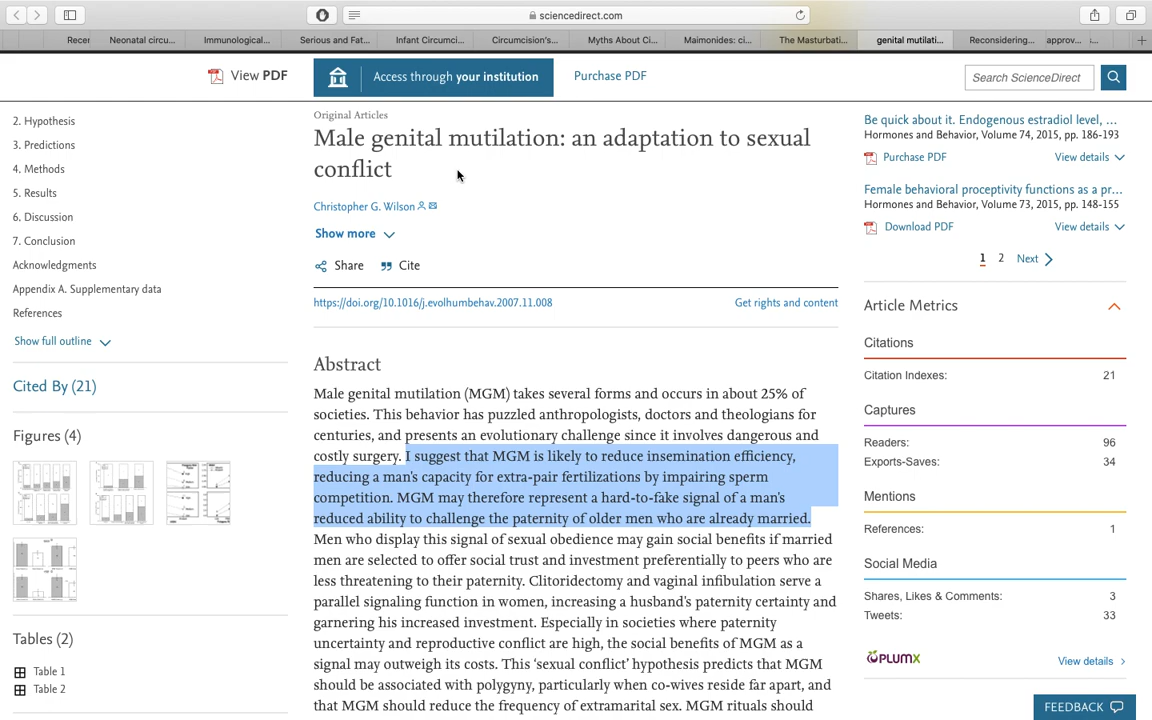 sciencedirect.com
Recer
Neonatal circu...
Immunological...
Serious and Fat...
Infant Circumci...
Circumcision's...
Myths About Ci...
Maimonides: ci...
The Masturbati...
genital mutilati...
Reconsidering...
approv...
View PDF
Access through your institution
Purchase PDF
Search ScienceDirect
2. Hypothesis
3. Predictions
4. Methods
5. Results
6. Discussion
7. Conclusion
Acknowledgments
Appendix A. Supplementary data
References
Show full outline
Cited By (21)
Figures (4)
Tables (2)
Table 1
Table 2
Original Articles
Male genital mutilation: an adaptation to sexual
conflict
Christopher G. Wilson
Show more
Share
Cite
https://doi.org/10.1016/j.evolhumbehav.2007.11.008
Get rights and content
Abstract
Male genital mutilation (MGM) takes several forms and occurs in about 25% of
societies. This behavior has puzzled anthropologists, doctors and theologians for
centuries, and presents an evolutionary challenge since it involves dangerous and
costly surgery. I suggest that MGM is likely to reduce insemination efficiency,
reducing a man's capacity for extra-pair fertilizations by impairing sperm
competition. MGM may therefore represent a hard-to-fake signal of a man's
reduced ability to challenge the paternity of older men who are already married.
Men who display this signal of sexual obedience may gain social benefits if married
men are selected to offer social trust and investment preferentially to peers who are
less threatening to their paternity. Clitoridectomy and vaginal infibulation serve a
parallel signaling function in women, increasing a husband's paternity certainty and
garnering his increased investment. Especially in societies where paternity
uncertainty and reproductive conflict are high, the social benefits of MGM as a
signal may outweigh its costs. This 'sexual conflict' hypothesis predicts that MGM
should be associated with polygyny, particularly when co-wives reside far apart, and
that MGM should reduce the frequency of extramarital sex. MGM rituals should
Be quick about it. Endogenous estradiol level, ...
Hormones and Behavior, Volume 74, 2015, pp. 186-193
Purchase PDF
View details
Female behavioral proceptivity functions as a pr...
Hormones and Behavior, Volume 73, 2015, pp. 148-155
Download PDF
View details
1 2 Next
Article Metrics
Citations
Citation Indexes: 21
Captures
Readers: 96
Exports-Saves: 34
Mentions
References: 1
Social Media
Shares, Likes & Comments: 3
Tweets: 33
PLUMX
View details
FEEDBACK